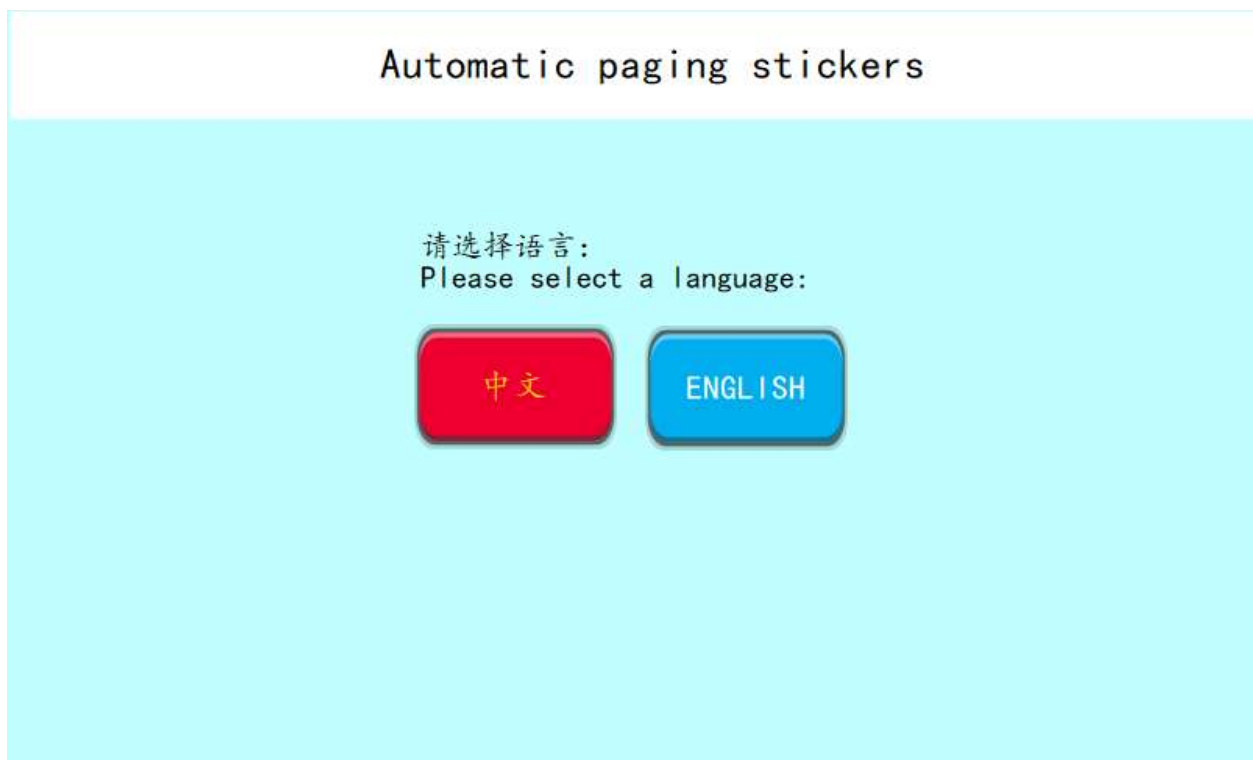 Automatic paging stickers
请选择语言:
Please select a language:
中文
ENGLISH